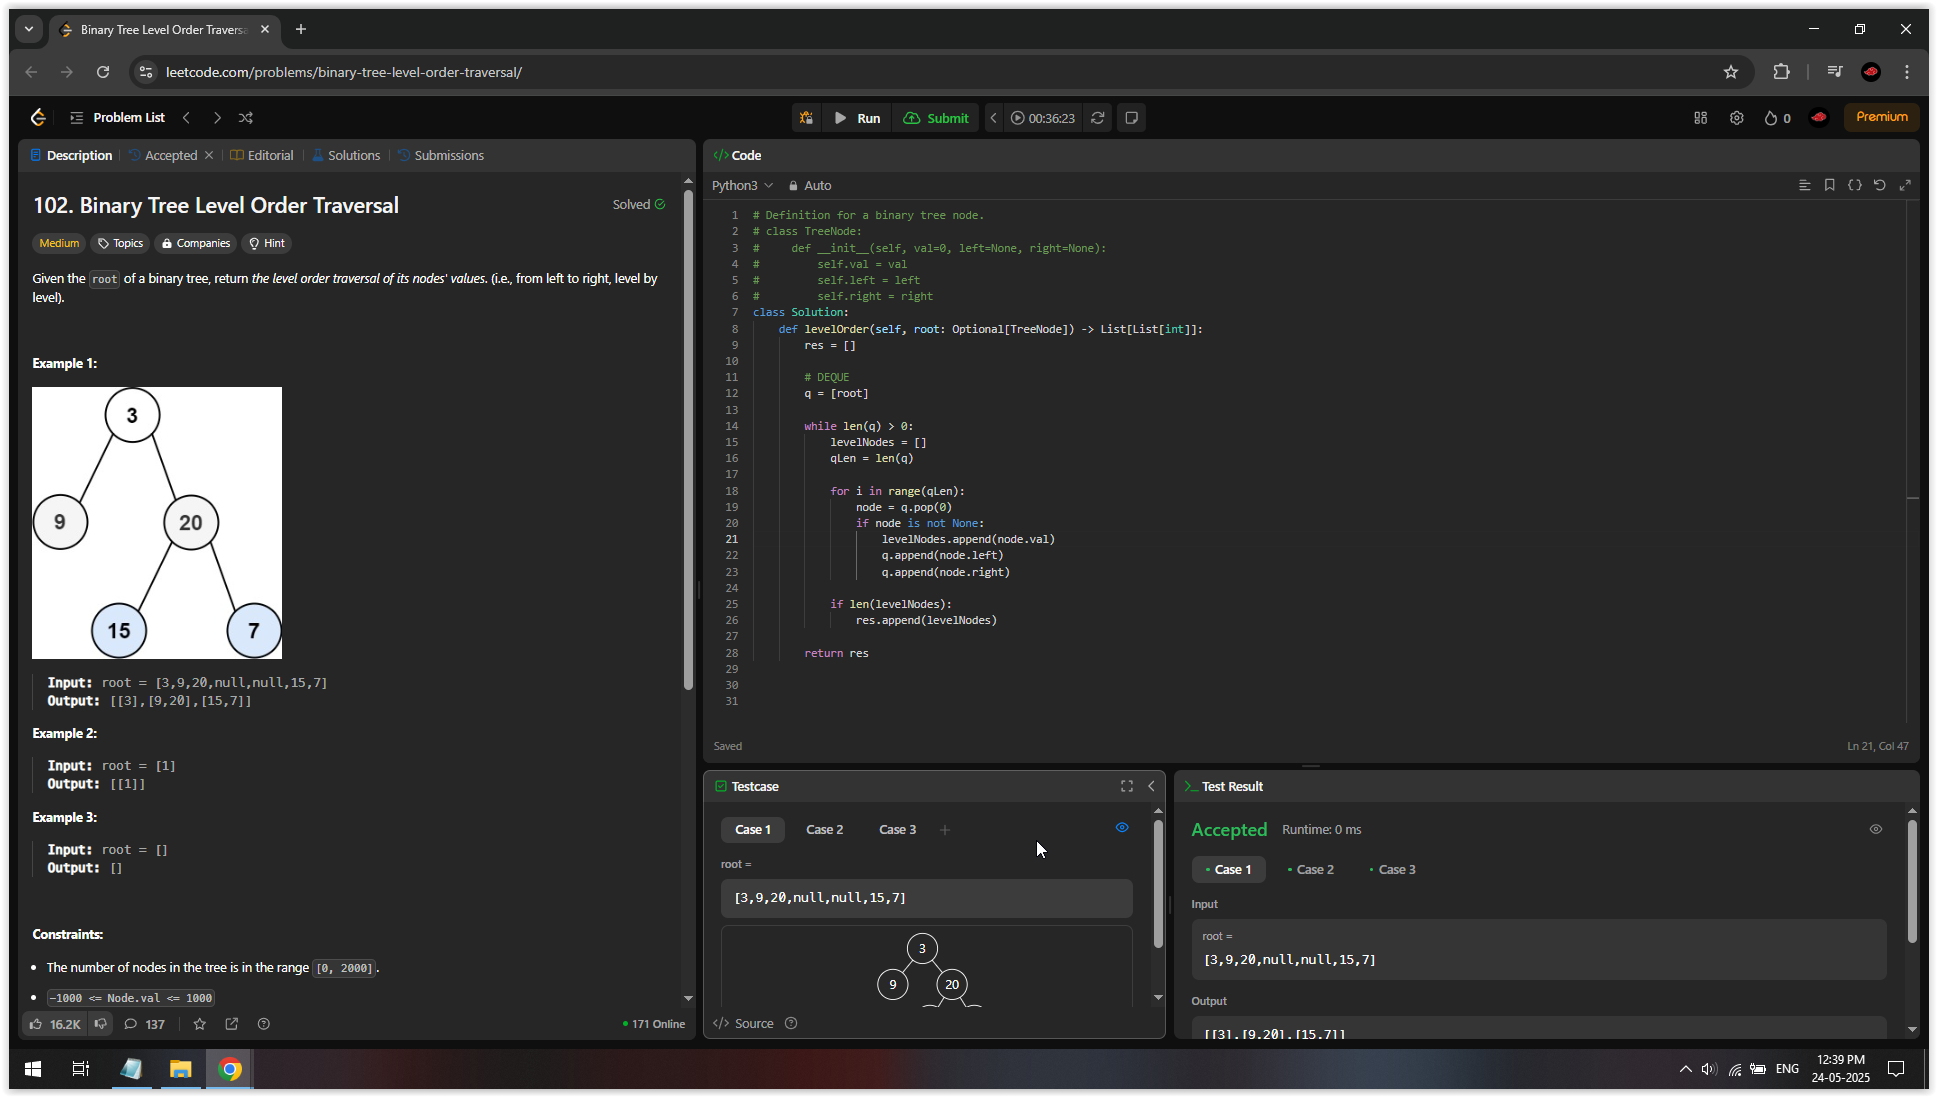 Binary Tree Level Order Travers
leetcode.com/problems/binary-tree-level-order-traversal/
Problem List
Run
Submit
00:36:23
0
Premium
Description
Accepted
Editorial
Solutions
Submissions
102. Binary Tree Level Order Traversal
Solved
Medium
Topics
Companies
Hint
Given the root of a binary tree, return the level order traversal of its nodes' values. (i.e., from left to right, level by
level).
Example 1:
3
9
20
15
7
Input: root = [3,9,20,null,null,15,7]
Output: [[3],[9,20],[15,7]]
Example 2:
Input: root = [1]
Output: [[1]]
Example 3:
Input: root = []
Output: []
Constraints:
• The number of nodes in the tree is in the range [0, 2000].
• -1000 <= Node.val <= 1000
16.2K
137
171 Online
</> Code
Python3
Auto
1 # Definition for a binary tree node.
2 # class TreeNode:
3 #     def __init__(self, val=0, left=None, right=None):
4 #         self.val = val
5 #         self.left = left
6 #         self.right = right
7 class Solution:
8     def levelOrder(self, root: Optional[TreeNode]) -> List[List[int]]:
9         res = []
10
11         # DEQUE
12         q = [root]
13
14         while len(q) > 0:
15             levelNodes = []
16             qLen = len(q)
17
18             for i in range(qLen):
19                 node = q.pop(0)
20                 if node is not None:
21                     levelNodes.append(node.val)
22                     q.append(node.left)
23                     q.append(node.right)
24
25             if len(levelNodes):
26                 res.append(levelNodes)
27
28         return res
29
30
31
Saved
Ln 21, Col 47
Testcase
Case 1
Case 2
Case 3
root =
[3,9,20,null,null,15,7]
3
9
20
</> Source
Test Result
Accepted
Runtime: 0 ms
Case 1
Case 2
Case 3
Input
root =
[3,9,20,null,null,15,7]
Output
[[3],[9,20],[15,7]]
ENG
12:39 PM
24-05-2025